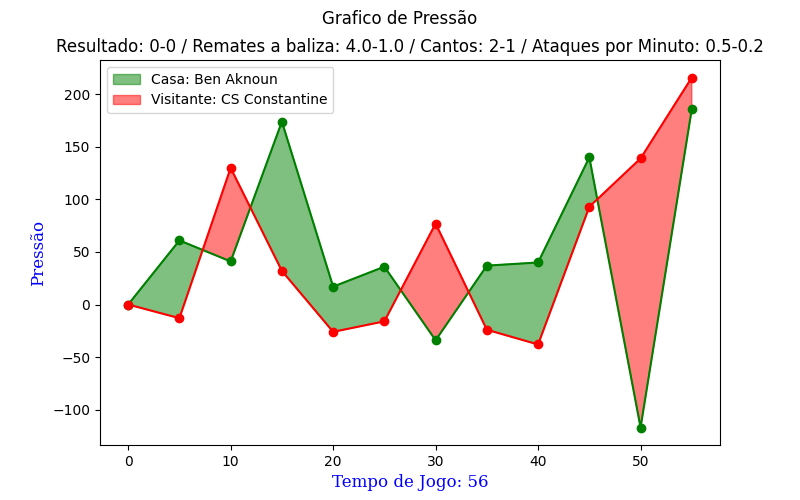 Grafico de Pressão
Resultado: 0-0 / Remates a baliza: 4.0-1.0 / Cantos: 2-1 / Ataques por Minuto: 0.5-0.2
Casa: Ben Aknoun
Visitante: CS Constantine
Pressão
200
150
100
50
0
−50
−100
0 10 20 30 40 50
Tempo de Jogo: 56